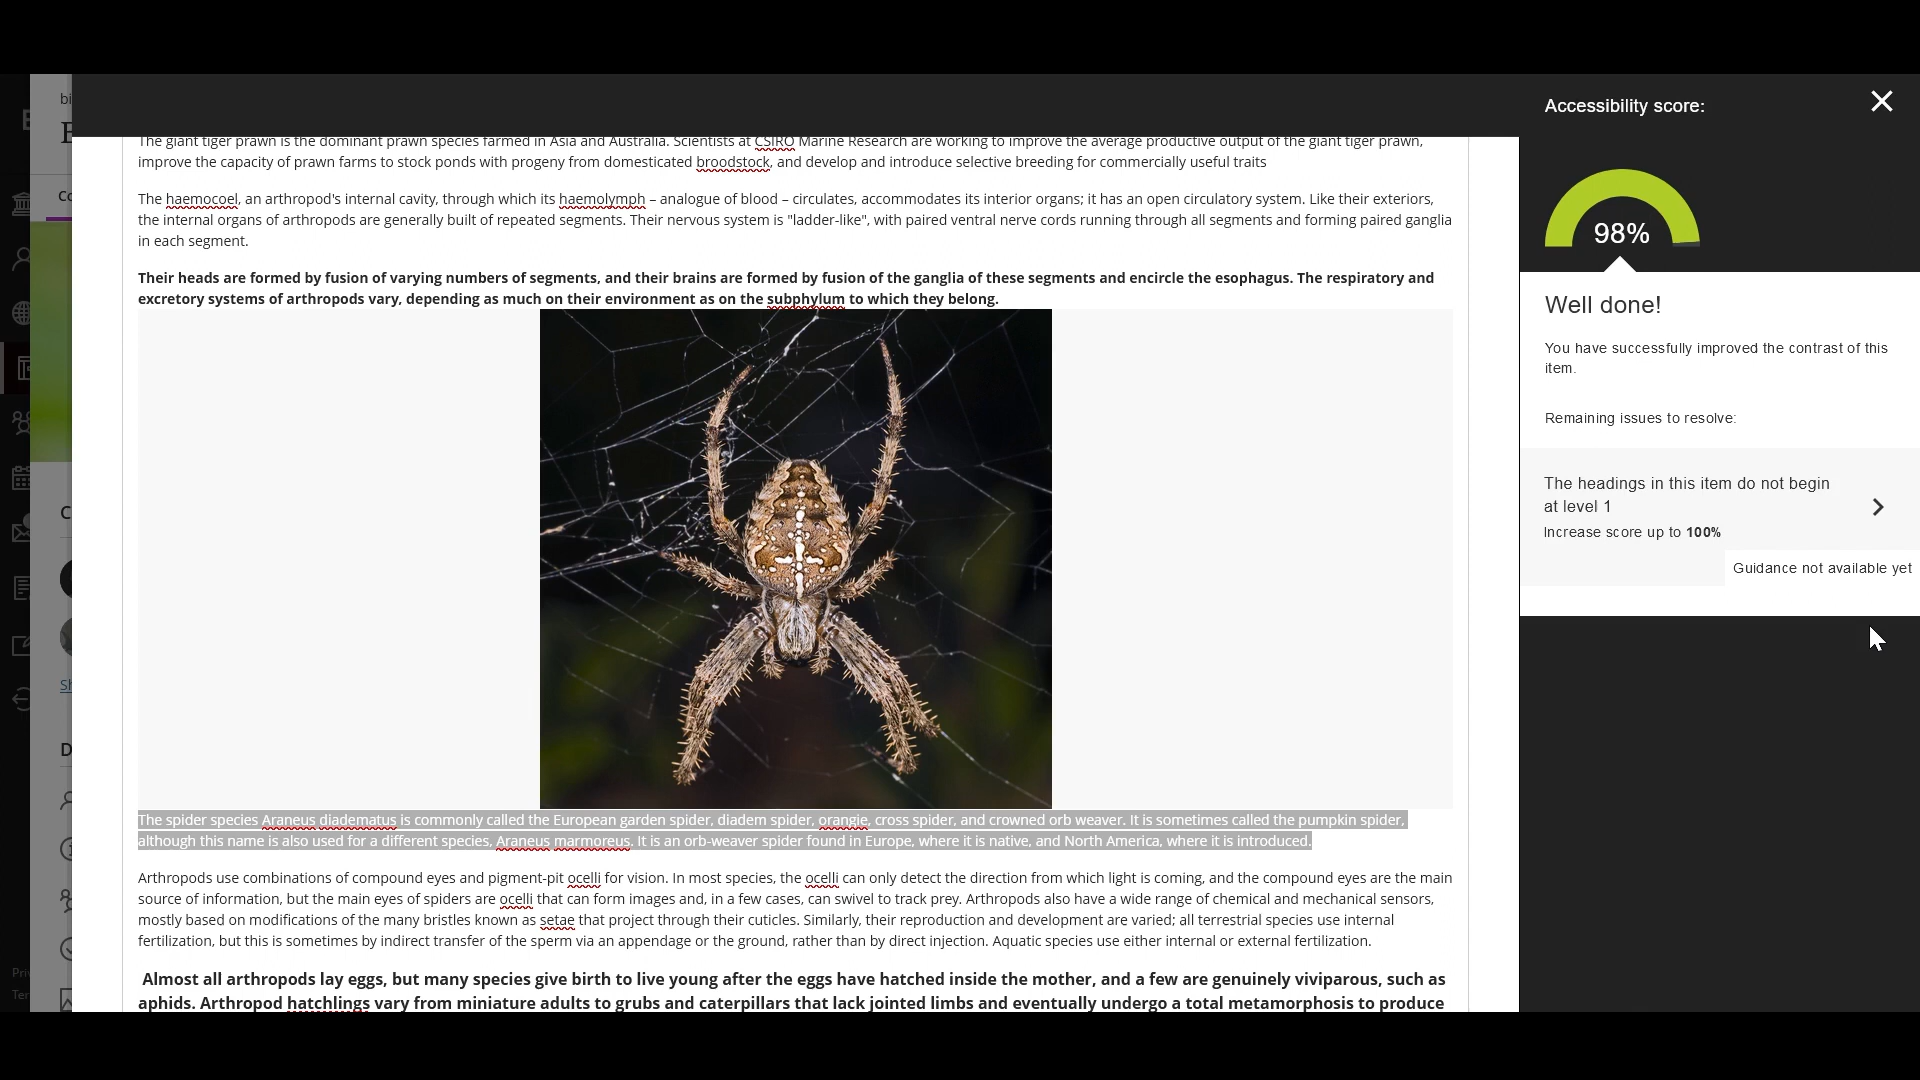 bi
Accessibility score:
The giant tiger prawn is the dominant prawn species farmed in Asia and Australia. Scientists at CSIRO Marine Research are working to improve the average productive output of the giant tiger prawn,
improve the capacity of prawn farms to stock ponds with progeny from domesticated broodstock, and develop and introduce selective breeding for commercially useful traits
The haemocoel, an arthropod's internal cavity, through which its haemolymph – analogue of blood – circulates, accommodates its interior organs; it has an open circulatory system. Like their exteriors,
the internal organs of arthropods are generally built of repeated segments. Their nervous system is "ladder-like", with paired ventral nerve cords running through all segments and forming paired ganglia
in each segment.
Their heads are formed by fusion of varying numbers of segments, and their brains are formed by fusion of the ganglia of these segments and encircle the esophagus. The respiratory and
excretory systems of arthropods vary, depending as much on their environment as on the subphylum to which they belong.
The spider species Araneus diadematus is commonly called the European garden spider, diadem spider, orangie, cross spider, and crowned orb weaver. It is sometimes called the pumpkin spider,
although this name is also used for a different species, Araneus marmoreus. It is an orb-weaver spider found in Europe, where it is native, and North America, where it is introduced.
Arthropods use combinations of compound eyes and pigment-pit ocelli for vision. In most species, the ocelli can only detect the direction from which light is coming, and the compound eyes are the main
source of information, but the main eyes of spiders are ocelli that can form images and, in a few cases, can swivel to track prey. Arthropods also have a wide range of chemical and mechanical sensors,
mostly based on modifications of the many bristles known as setae that project through their cuticles. Similarly, their reproduction and development are varied; all terrestrial species use internal
fertilization, but this is sometimes by indirect transfer of the sperm via an appendage or the ground, rather than by direct injection. Aquatic species use either internal or external fertilization.
Almost all arthropods lay eggs, but many species give birth to live young after the eggs have hatched inside the mother, and a few are genuinely viviparous, such as
aphids. Arthropod hatchlings vary from miniature adults to grubs and caterpillars that lack jointed limbs and eventually undergo a total metamorphosis to produce
98%
Well done!
You have successfully improved the contrast of this
item.
Remaining issues to resolve:
The headings in this item do not begin
at level 1
Increase score up to 100%
Guidance not available yet